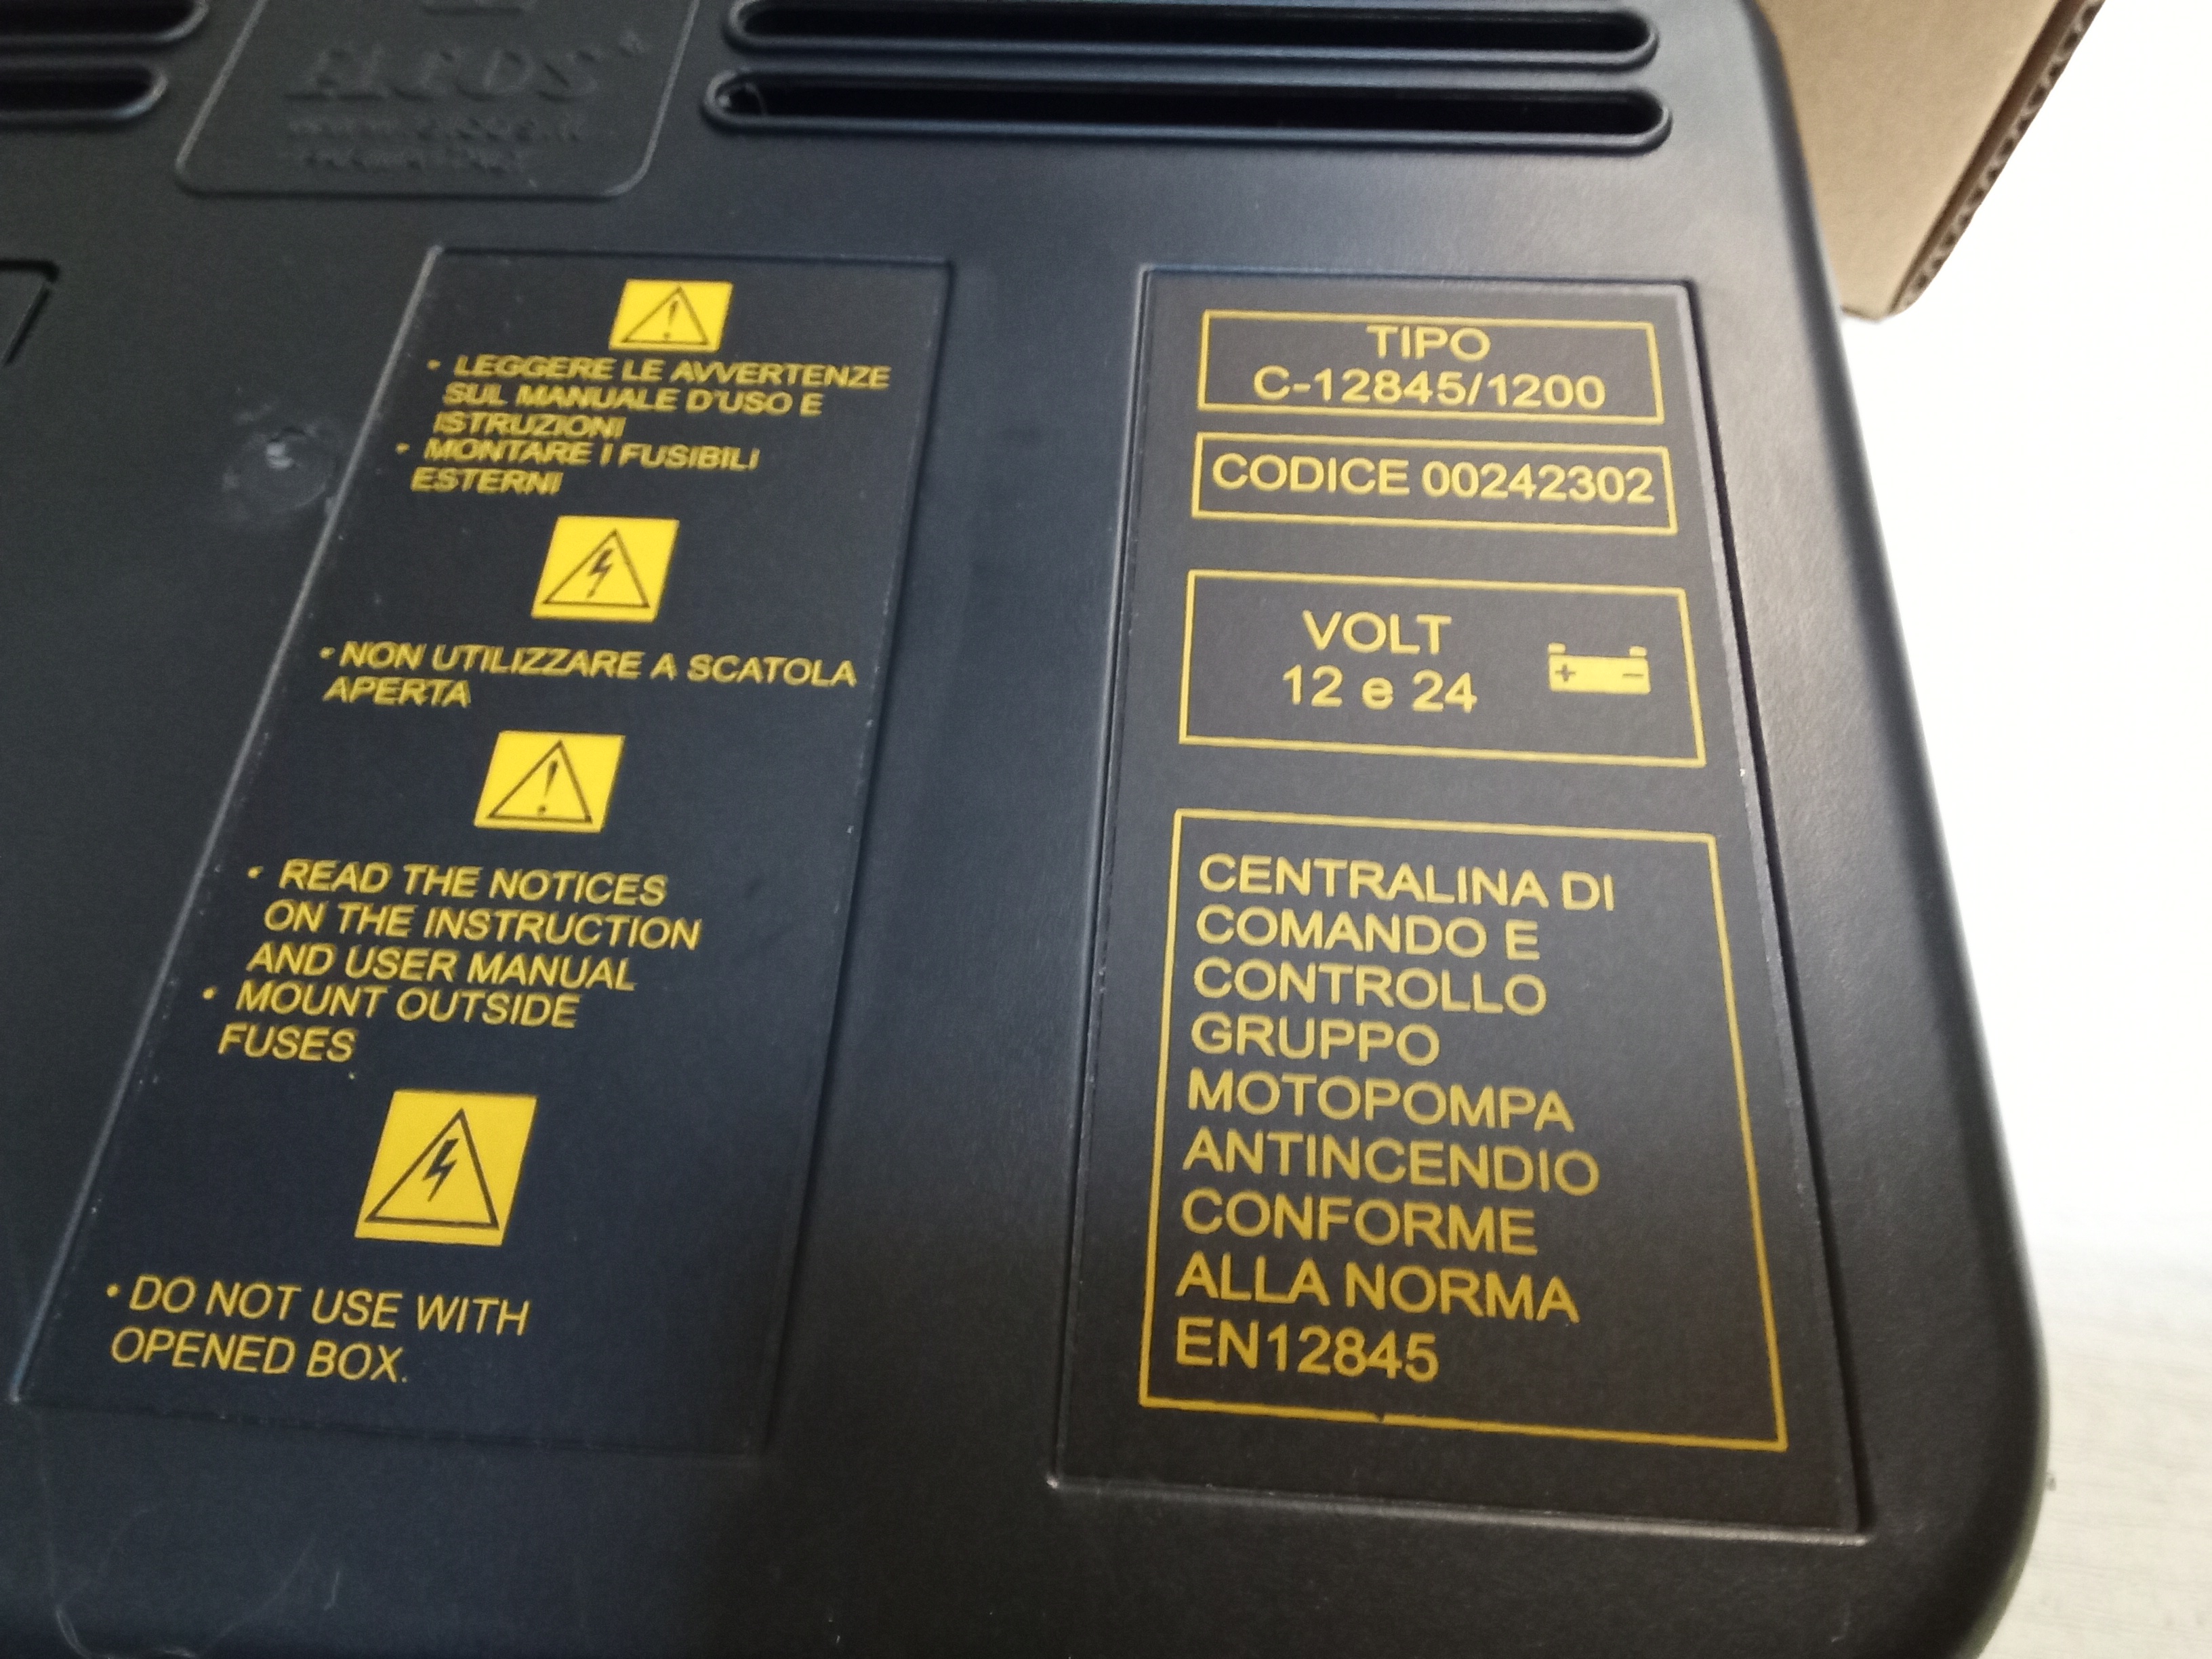 Elcos
• LEGGERE LE AVVERTENZE
SUL MANUALE D'USO E
ISTRUZIONI
• MONTARE I FUSIBILI
ESTERNI
• NON UTILIZZARE A SCATOLA
APERTA
• READ THE NOTICES
ON THE INSTRUCTION
AND USER MANUAL
• MOUNT OUTSIDE
FUSES
• DO NOT USE WITH
OPENED BOX.
TIPO
C-12845/1200
CODICE 00242302
VOLT
12 e 24
+ −
CENTRALINA DI
COMANDO E
CONTROLLO
GRUPPO
MOTOPOMPA
ANTINCENDIO
CONFORME
ALLA NORMA
EN12845